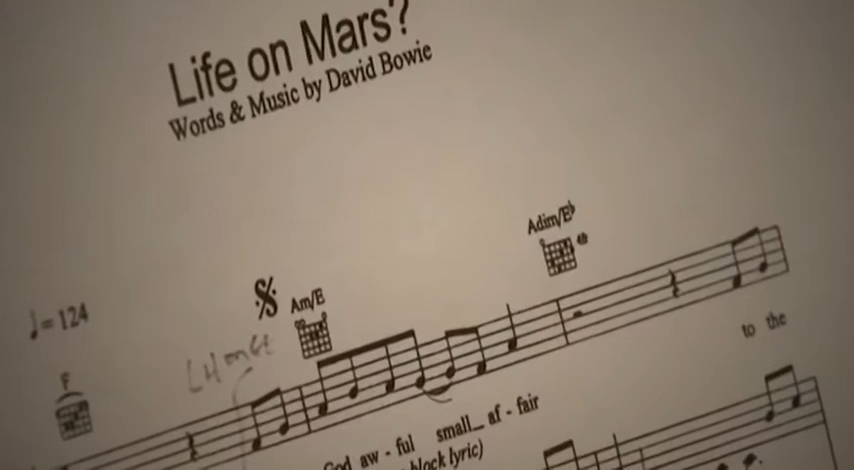 Life on Mars?
Words & Music by David Bowie
Adim/E♭
Am/E
♩= 124
CHANGE
F
to the
God aw - ful small_ af - fair
block lyric)